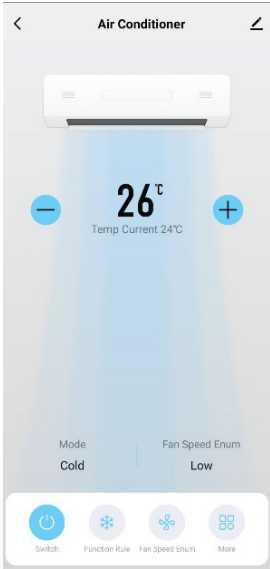 Air Conditioner
26℃
Temp Current 24℃
Mode
Fan Speed Enum
Cold
Low
Switch
Function Rule
Fan Speed Enum
More